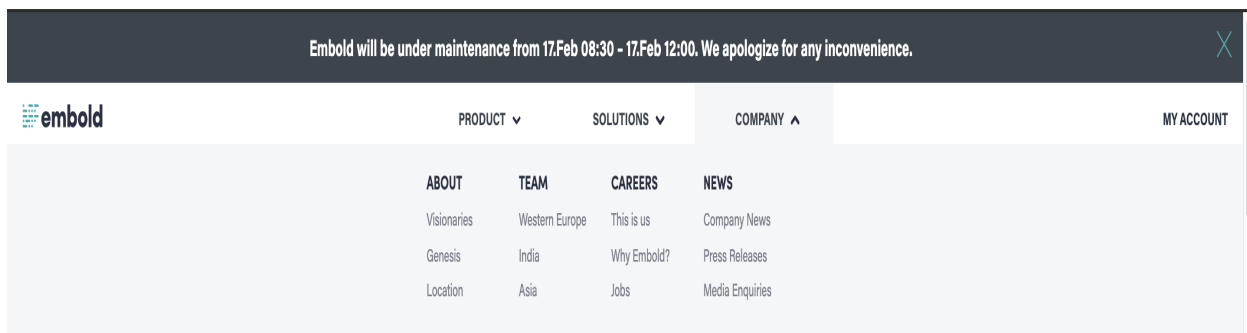 Embold will be under maintenance from 17.Feb 08:30 – 17.Feb 12:00. We apologize for any inconvenience.
embold
PRODUCT
SOLUTIONS
COMPANY
MY ACCOUNT
ABOUT
Visionaries
Genesis
Location
TEAM
Western Europe
India
Asia
CAREERS
This is us
Why Embold?
Jobs
NEWS
Company News
Press Releases
Media Enquiries